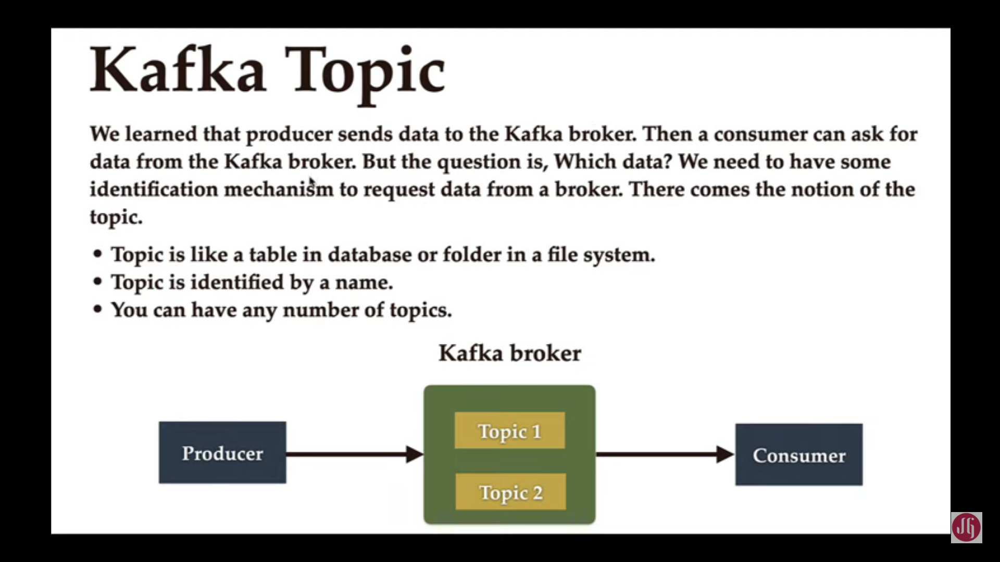 Kafka Topic
We learned that producer sends data to the Kafka broker. Then a consumer can ask for
data from the Kafka broker. But the question is, Which data? We need to have some
identification mechanism to request data from a broker. There comes the notion of the
topic.
• Topic is like a table in database or folder in a file system.
• Topic is identified by a name.
• You can have any number of topics.
Kafka broker
Topic 1
Producer
Consumer
Topic 2